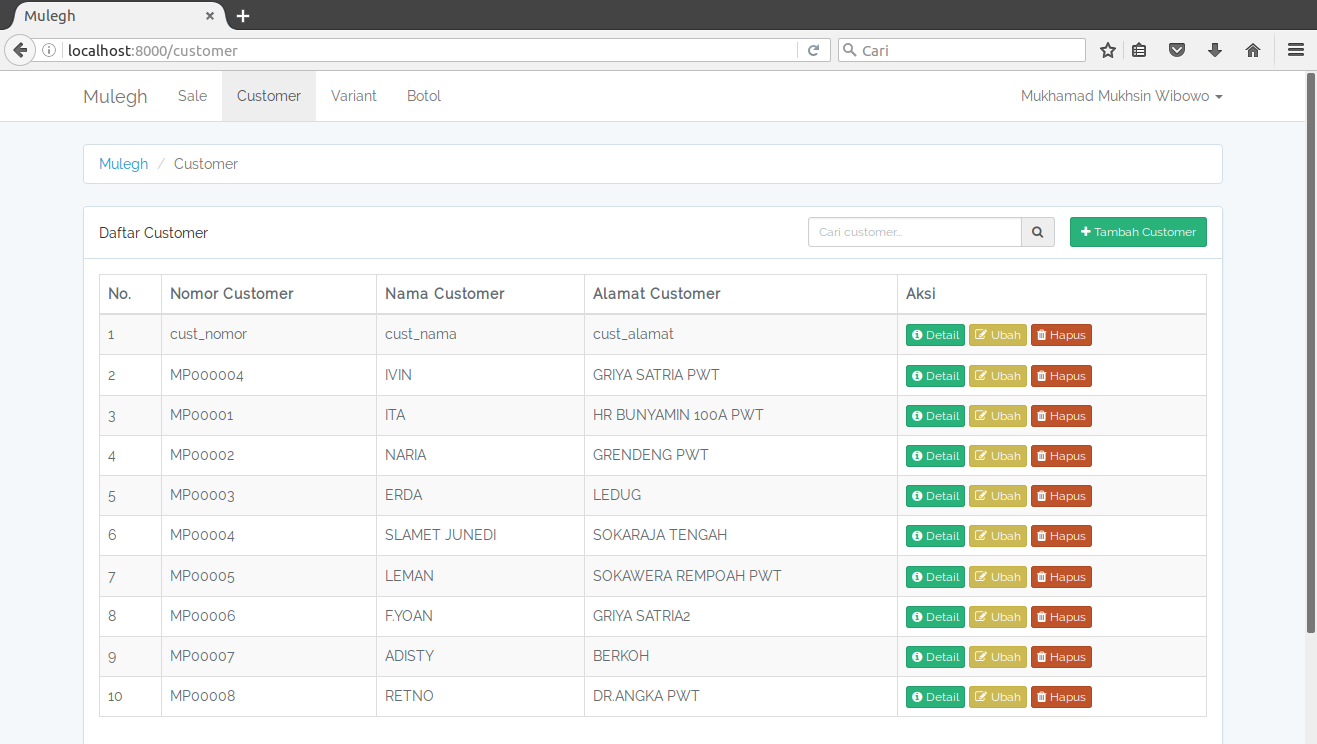 Mulegh
localhost:8000/customer
Cari
Mulegh Sale Customer Variant Botol Mukhamad Mukhsin Wibowo
Mulegh / Customer
Daftar Customer Cari customer... Tambah Customer
No. Nomor Customer Nama Customer Alamat Customer Aksi
1 cust_nomor cust_nama cust_alamat Detail Ubah Hapus
2 MP000004 IVIN GRIYA SATRIA PWT Detail Ubah Hapus
3 MP00001 ITA HR BUNYAMIN 100A PWT Detail Ubah Hapus
4 MP00002 NARIA GRENDENG PWT Detail Ubah Hapus
5 MP00003 ERDA LEDUG Detail Ubah Hapus
6 MP00004 SLAMET JUNEDI SOKARAJA TENGAH Detail Ubah Hapus
7 MP00005 LEMAN SOKAWERA REMPOAH PWT Detail Ubah Hapus
8 MP00006 F.YOAN GRIYA SATRIA2 Detail Ubah Hapus
9 MP00007 ADISTY BERKOH Detail Ubah Hapus
10 MP00008 RETNO DR.ANGKA PWT Detail Ubah Hapus